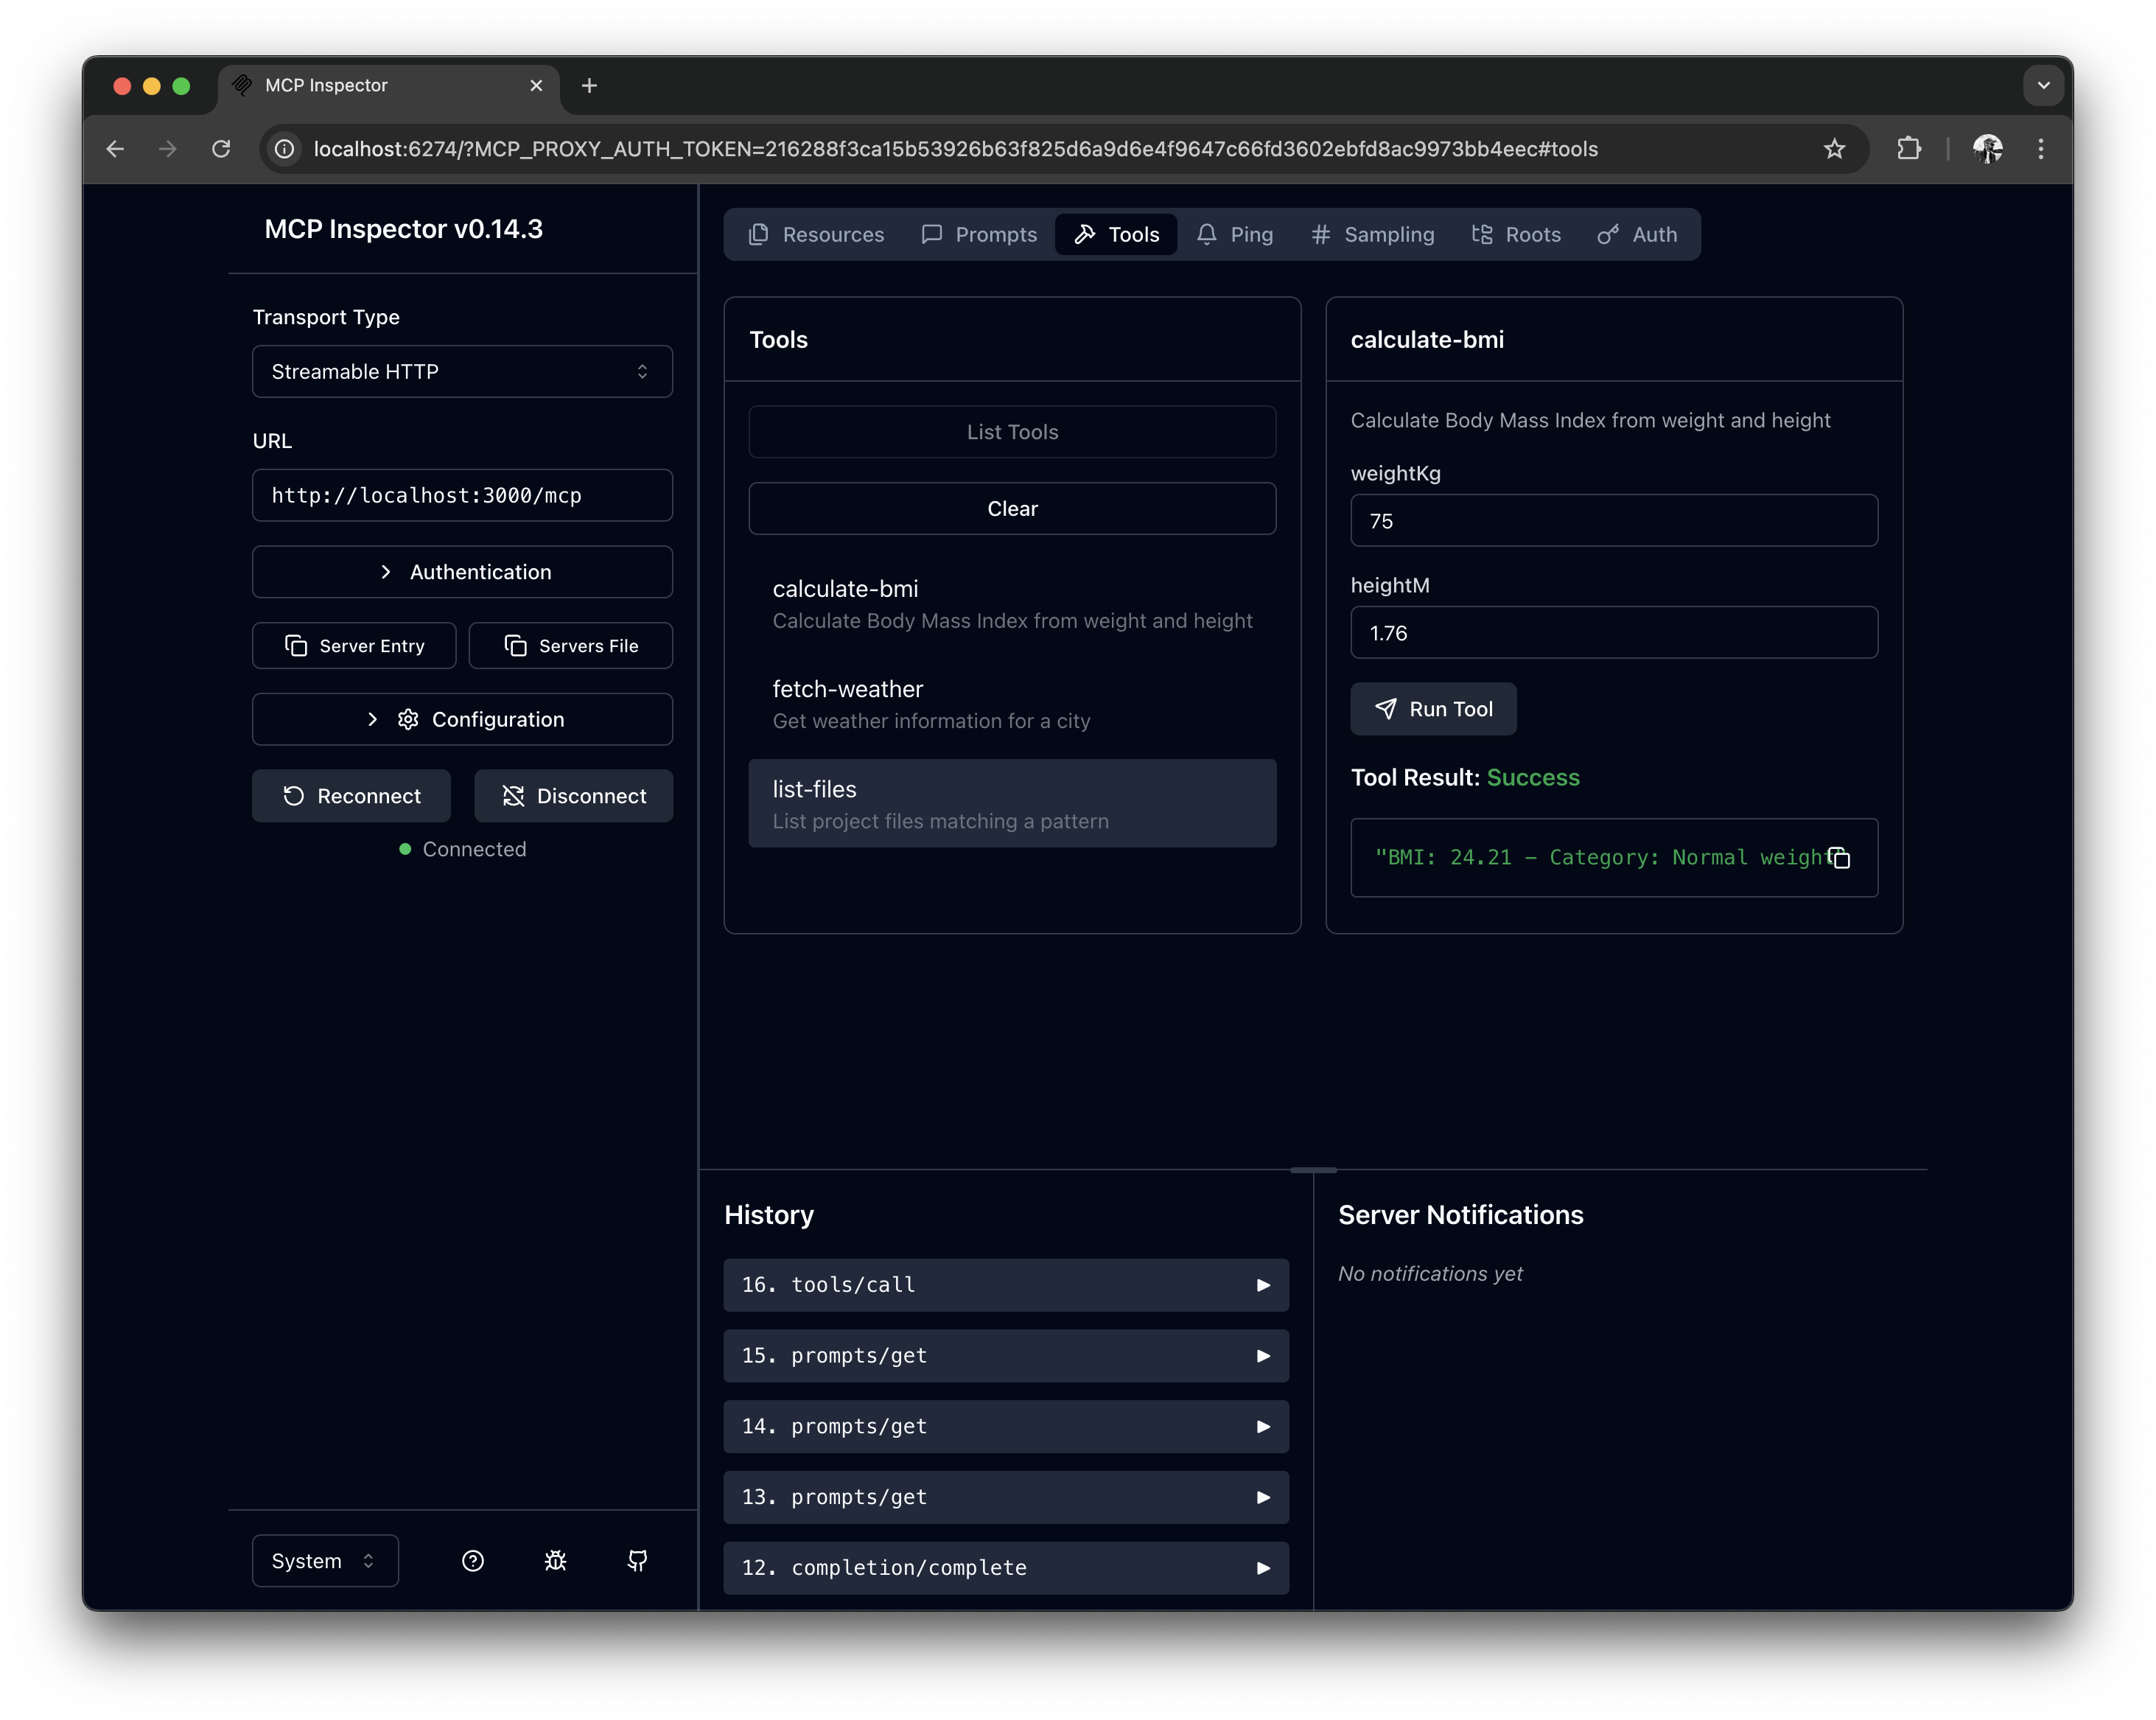 MCP Inspector
localhost:6274/?MCP_PROXY_AUTH_TOKEN=216288f3ca15b53926b63f825d6a9d6e4f9647c66fd3602ebfd8ac9973bb4eec#tools
MCP Inspector v0.14.3
Transport Type
Streamable HTTP
URL
http://localhost:3000/mcp
Authentication
Server Entry
Servers File
Configuration
Reconnect
Disconnect
Connected
System
Resources
Prompts
Tools
Ping
Sampling
Roots
Auth
Tools
List Tools
Clear
calculate-bmi
Calculate Body Mass Index from weight and height
fetch-weather
Get weather information for a city
list-files
List project files matching a pattern
calculate-bmi
Calculate Body Mass Index from weight and height
weightKg
75
heightM
1.76
Run Tool
Tool Result: Success
"BMI: 24.21 – Category: Normal weight"
History
16. tools/call
15. prompts/get
14. prompts/get
13. prompts/get
12. completion/complete
Server Notifications
No notifications yet